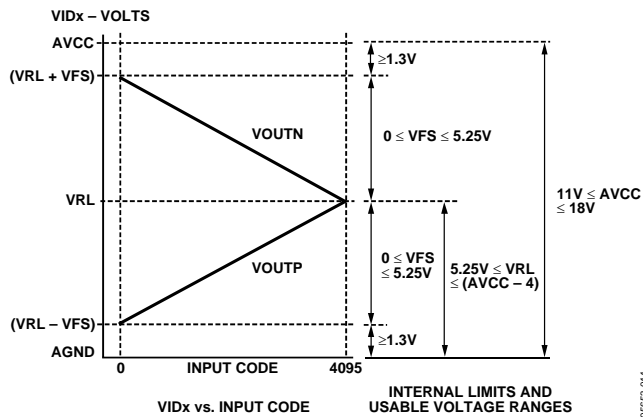 VIDx – VOLTS
AVCC
≥1.3V
(VRL + VFS)
VOUTN
0 ≤ VFS ≤ 5.25V
11V ≤ AVCC
≤ 18V
VRL
VOUTP
0 ≤ VFS
≤ 5.25V
5.25V ≤ VRL
≤ (AVCC – 4)
(VRL – VFS)
≥1.3V
AGND
0
INPUT CODE
4095
VIDx vs. INPUT CODE
INTERNAL LIMITS AND
USABLE VOLTAGE RANGES